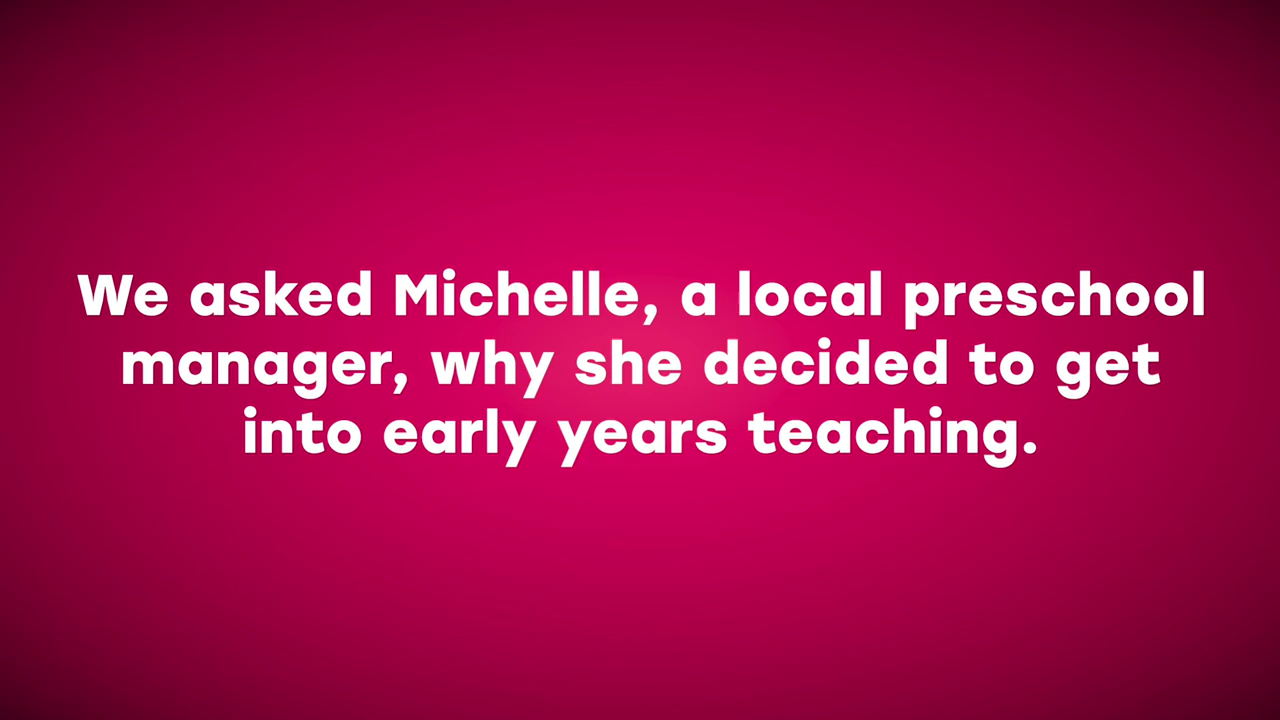 We asked Michelle, a local preschool
manager, why she decided to get
into early years teaching.